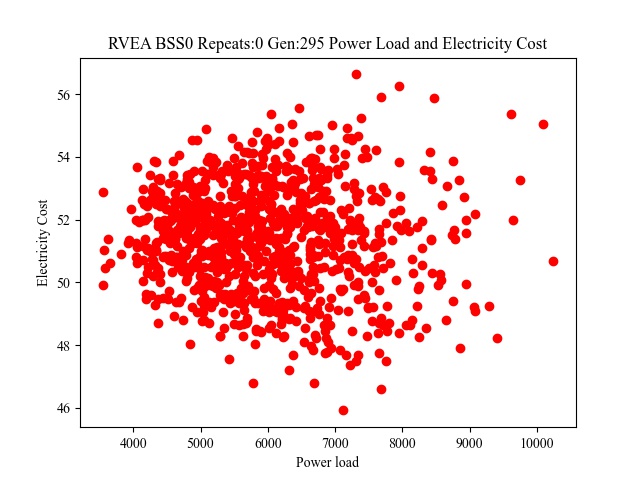 RVEA BSS0 Repeats:0 Gen:295 Power Load and Electricity Cost
56
54
52
50
48
46
Electricity Cost
4000 5000 6000 7000 8000 9000 10000
Power load